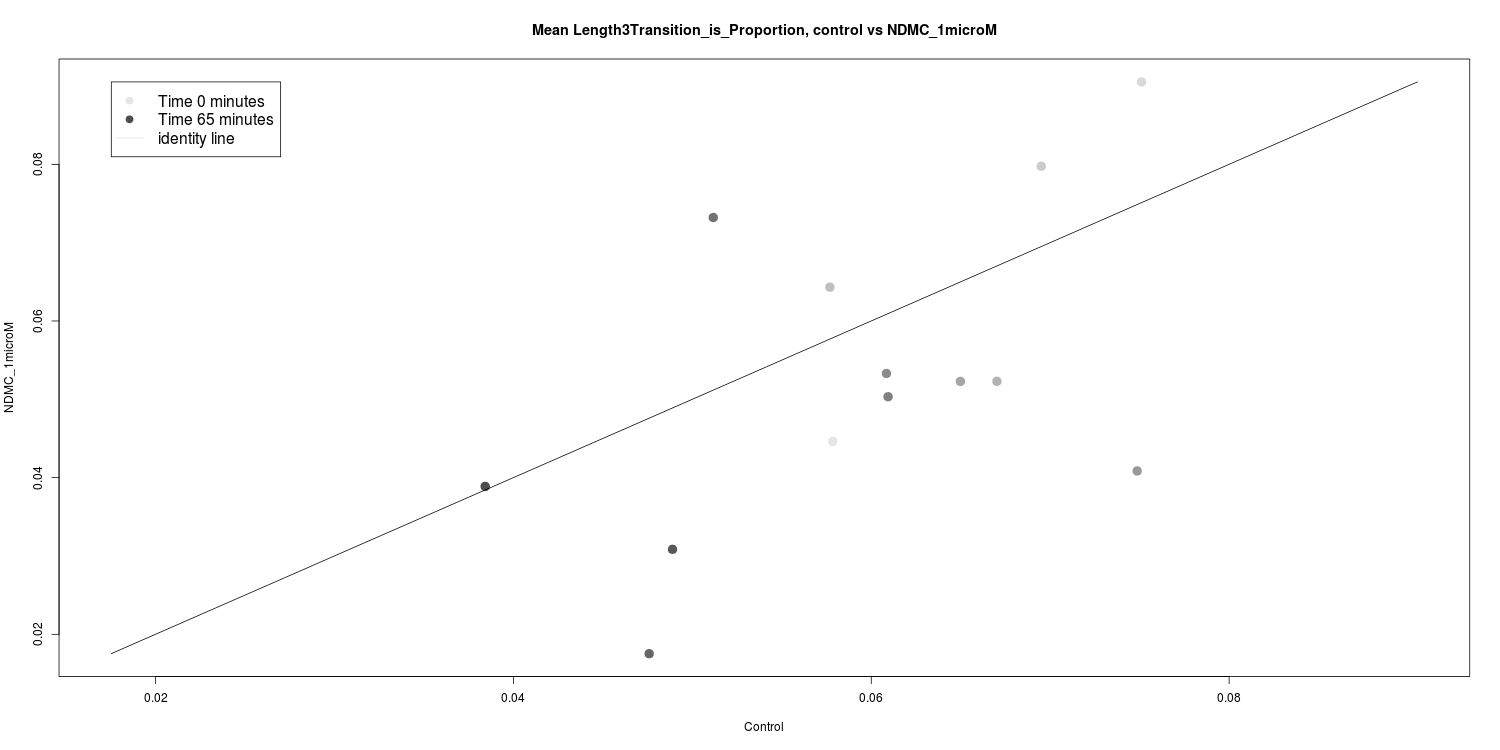 Mean Length3Transition_is_Proportion, control vs NDMC_1microM
Time 0 minutes
Time 65 minutes
identity line
NDMC_1microM
0.08
0.06
0.04
0.02
0.02 0.04 0.06 0.08
Control